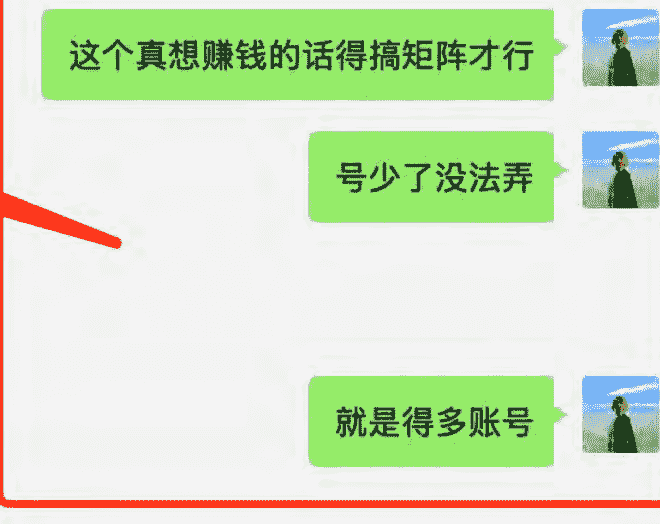 这个真想赚钱的话得搞矩阵才行
号少了没法弄
就是得多账号